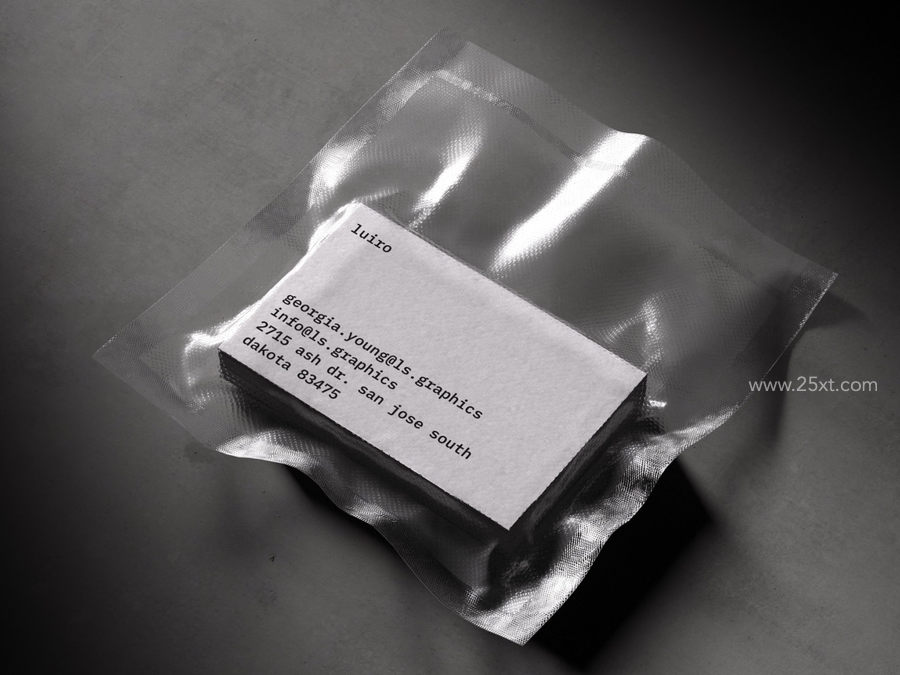 luiro
georgia.young@ls.graphics
info@ls.graphics
2715 ash dr. san jose south
dakota 83475
www.25xt.com